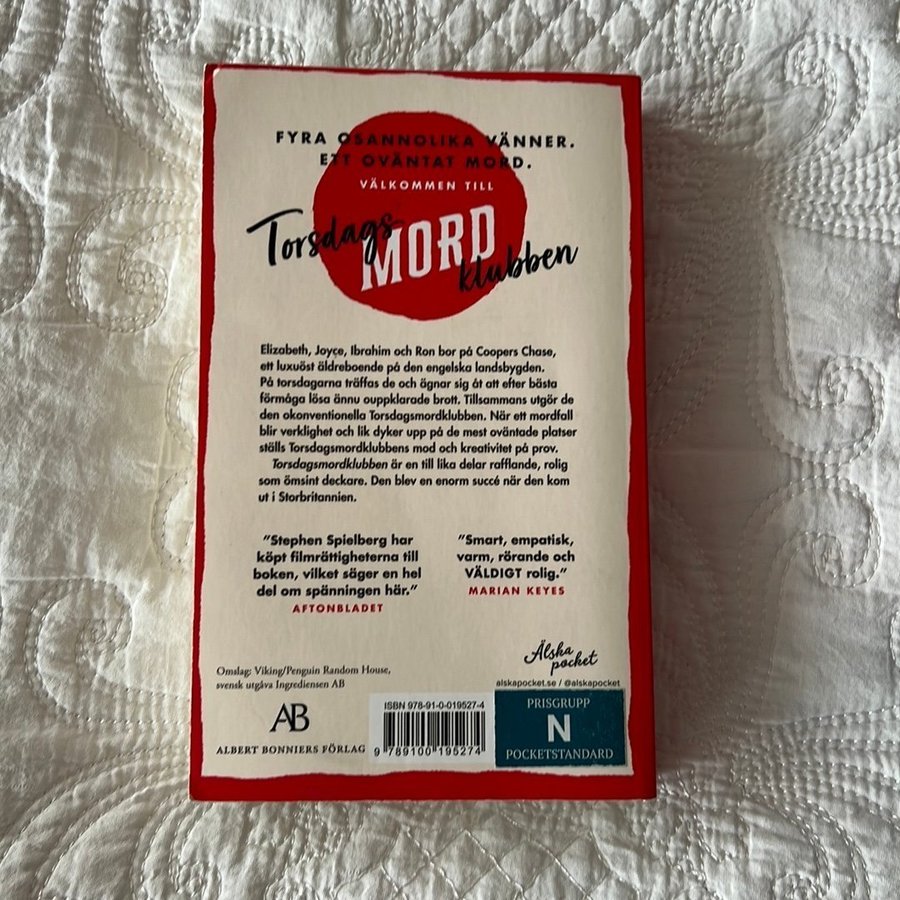 FYRA OSANNOLIKA VÄNNER.
ETT OVÄNTAT MORD.
VÄLKOMMEN TILL
Torsdags
MORD
klubben
Elizabeth, Joyce, Ibrahim och Ron bor på Coopers Chase,
ett luxuöst äldreboende på den engelska landsbygden.
På torsdagarna träffas de och ägnar sig åt att efter bästa
förmåga lösa ännu ouppklarade brott. Tillsammans utgör de
den okonventionella Torsdagsmordklubben. När ett mordfall
blir verklighet och lik dyker upp på de mest oväntade platser
ställs Torsdagsmordklubbens mod och kreativitet på prov.
Torsdagsmordklubben är en till lika delar rafflande, rolig
som ömsint deckare. Den blev en enorm succé när den kom
ut i Storbritannien.
”Stephen Spielberg har
köpt filmrättigheterna till
boken, vilket säger en hel
del om spänningen här.”
AFTONBLADET
”Smart, empatisk,
varm, rörande och
VÄLDIGT rolig.”
MARIAN KEYES
Älska
pocket
alskapocket.se / @alskapocket
Omslag: Viking/Penguin Random House,
svensk utgåva Ingrediensen AB
AB
ALBERT BONNIERS FÖRLAG
ISBN 978-91-0-019527-4
9 789100 195274
PRISGRUPP
N
POCKETSTANDARD